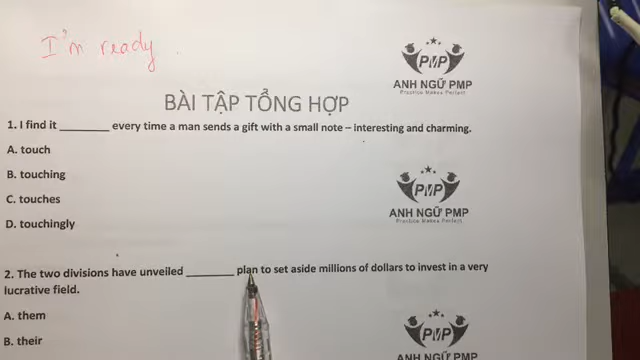 I'm ready.
PMP
ANH NGỮ PMP
Practice Makes Perfect
BÀI TẬP TỔNG HỢP
1. I find it ________ every time a man sends a gift with a small note – interesting and charming.
A. touch
B. touching
C. touches
D. touchingly
PMP
ANH NGỮ PMP
Practice Makes Perfect
2. The two divisions have unveiled ________ plan to set aside millions of dollars to invest in a very
lucrative field.
A. them
B. their
PMP
ANH NGỮ PMP